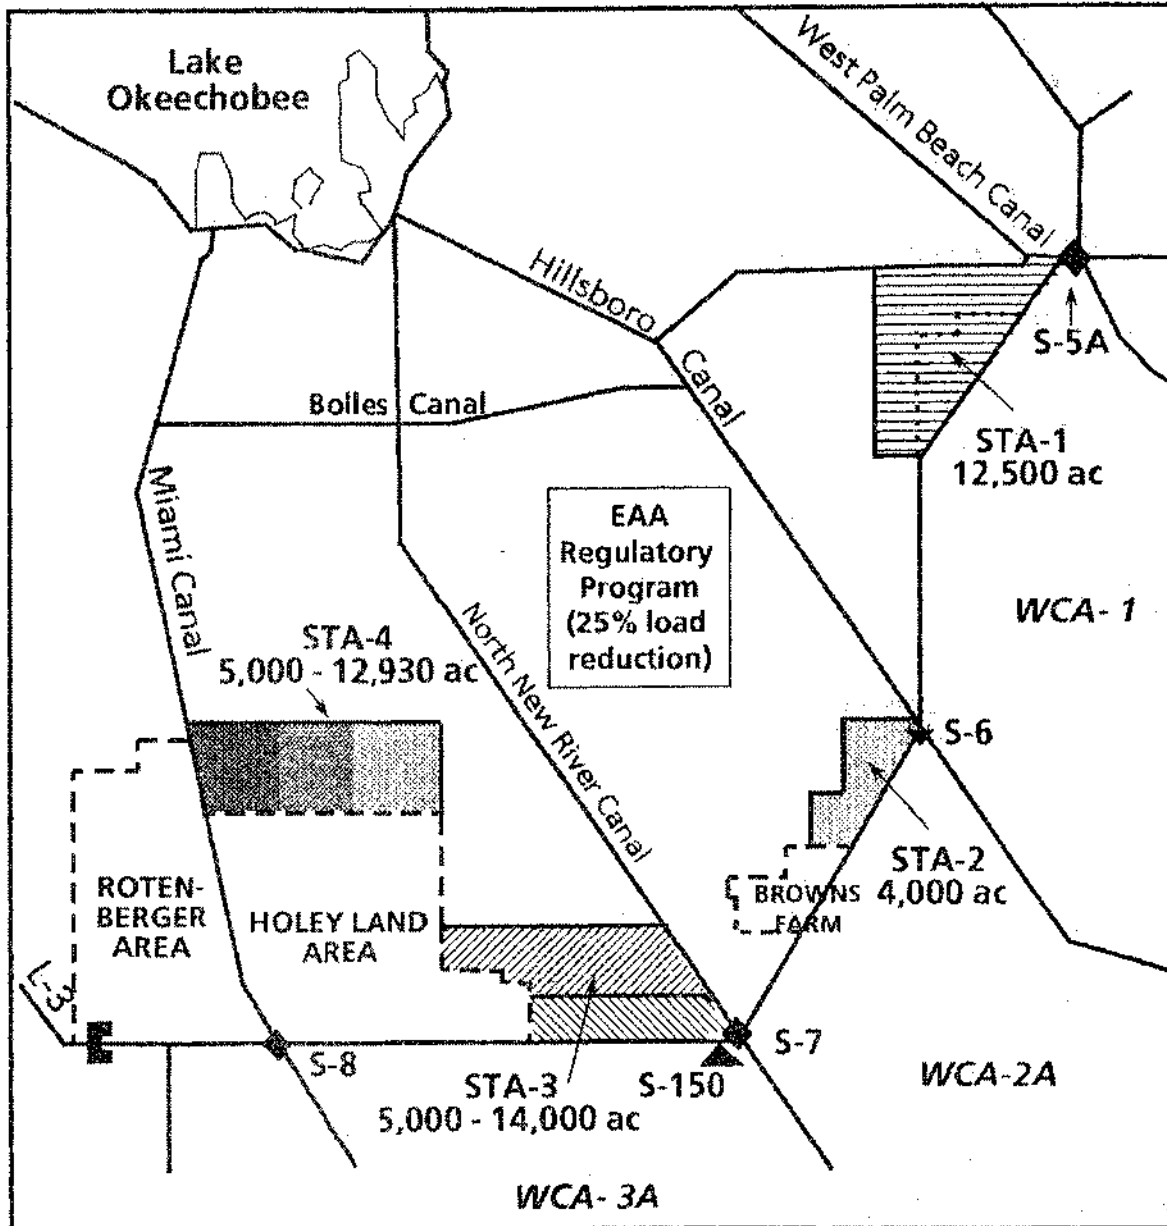 Lake
Okeechobee
West Palm Beach Canal
Hillsboro
Canal
S-5A
Bolles Canal
STA-1
12,500 ac
Miami Canal
EAA
Regulatory
Program
(25% load
reduction)
WCA- 1
North New River Canal
STA-4
5,000 - 12,930 ac
S-6
STA-2
4,000 ac
BROWNS
FARM
ROTEN-
BERGER
AREA
HOLEY LAND
AREA
L-3
S-8
S-7
STA-3
5,000 - 14,000 ac
S-150
WCA-2A
WCA- 3A